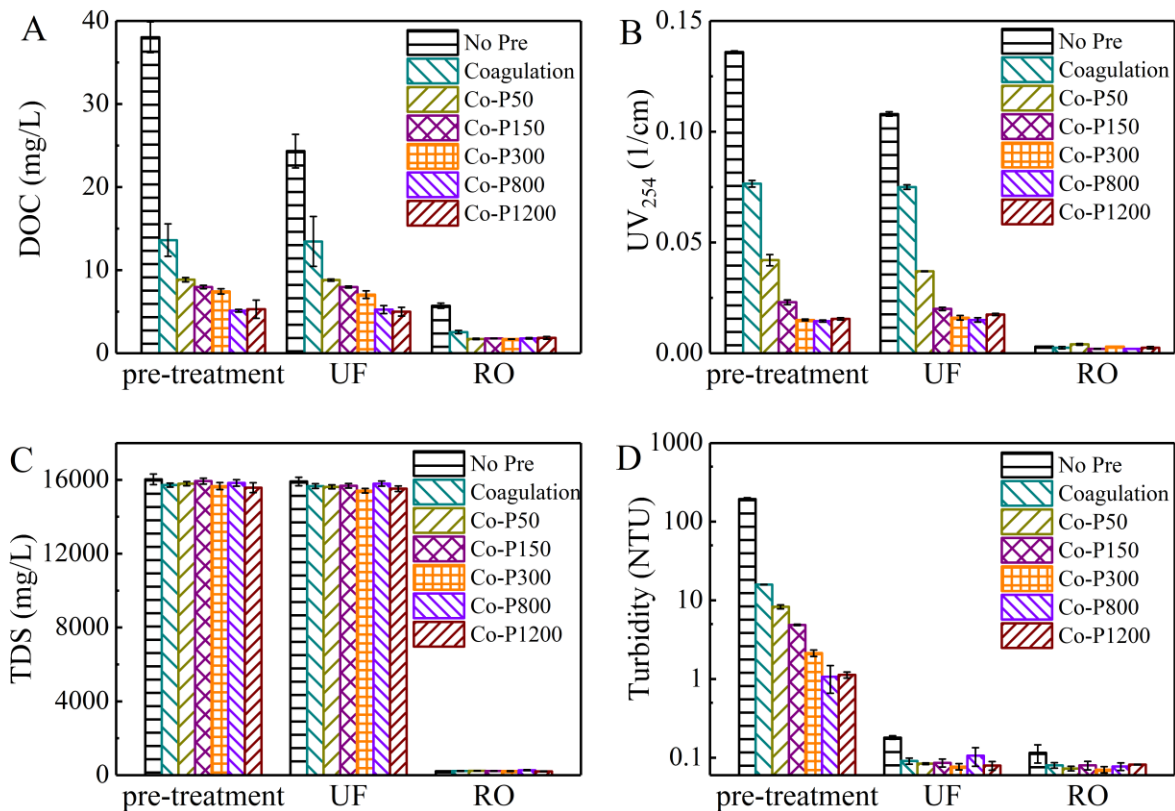 A
DOC (mg/L)
40
30
20
10
0
No Pre
Coagulation
Co-P50
Co-P150
Co-P300
Co-P800
Co-P1200
pre-treatment UF RO
B
UV254 (1/cm)
0.15
0.10
0.05
0.00
No Pre
Coagulation
Co-P50
Co-P150
Co-P300
Co-P800
Co-P1200
pre-treatment UF RO
C
TDS (mg/L)
16000
12000
8000
4000
0
No Pre
Coagulation
Co-P50
Co-P150
Co-P300
Co-P800
Co-P1200
pre-treatment UF RO
D
Turbidity (NTU)
1000
100
10
1
0.1
No Pre
Coagulation
Co-P50
Co-P150
Co-P300
Co-P800
Co-P1200
pre-treatment UF RO